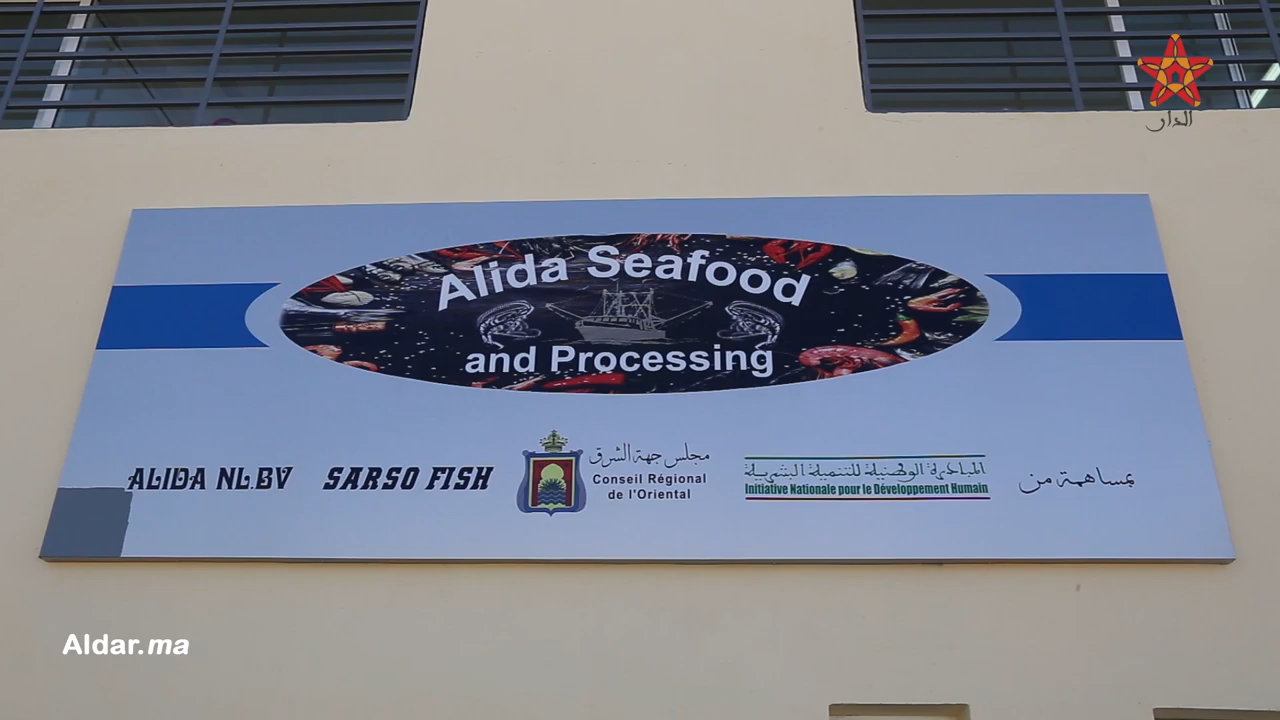 الدار
Alida Seafood
and Processing
ALIDA NL.BV
SARSO FISH
مجلس جهة الشرق
Conseil Régional
de l'Oriental
المبادرة الوطنية للتنمية البشرية
Initiative Nationale pour le Développement Humain
بمساهمة من
Aldar.ma